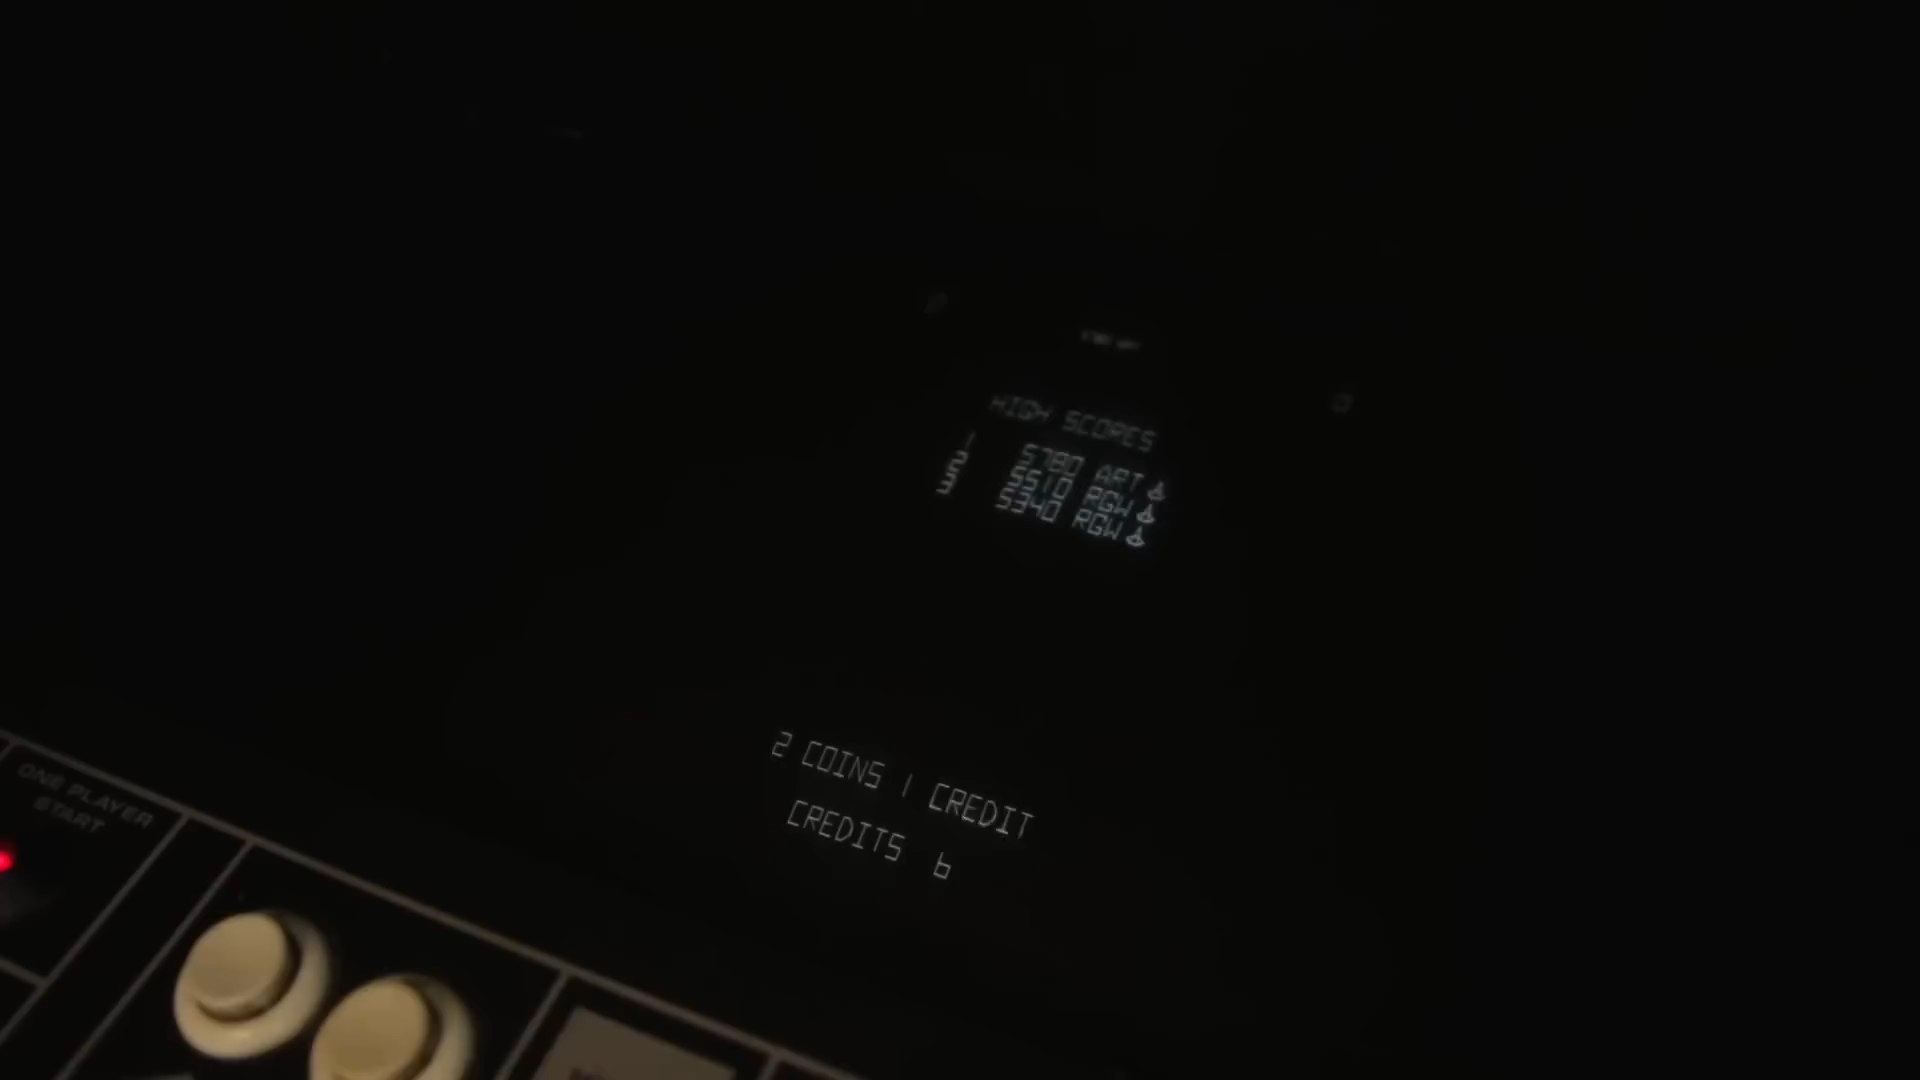 HIGH SCORES
1 5780 ART
2 5510 RGW
3 5340 RGW
2 COINS 1 CREDIT
CREDITS 6
ONE PLAYER
START